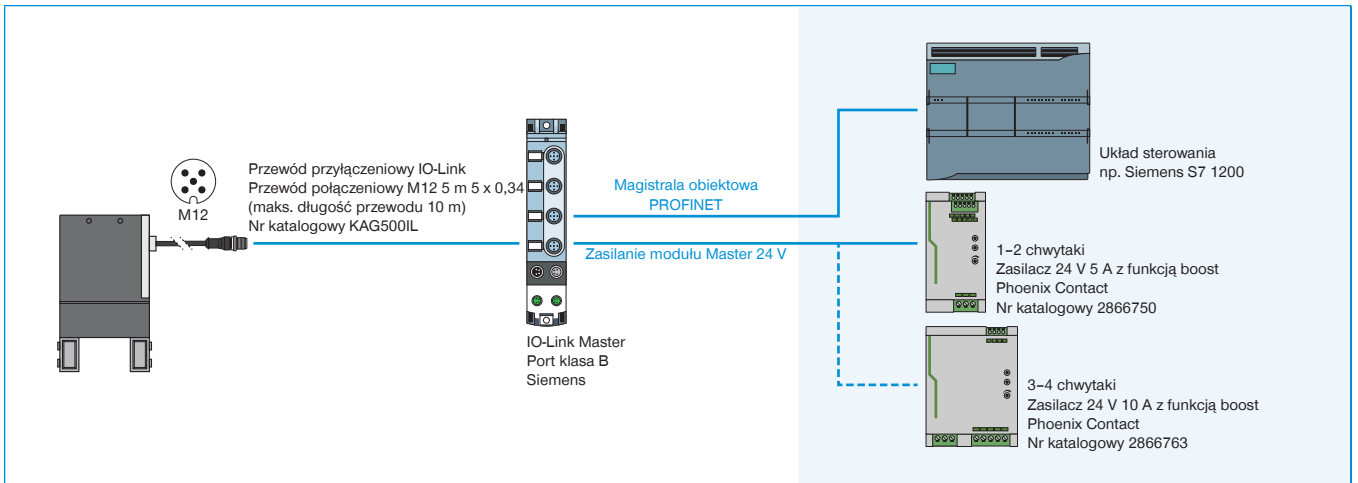 M12
Przewód przyłączeniowy IO-Link
Przewód połączeniowy M12 5 m 5 x 0,34
(maks. długość przewodu 10 m)
Nr katalogowy KAG500IL
IO-Link Master
Port klasa B
Siemens
Magistrala obiektowa
PROFINET
Zasilanie modułu Master 24 V
Układ sterowania
np. Siemens S7 1200
1–2 chwytaki
Zasilacz 24 V 5 A z funkcją boost
Phoenix Contact
Nr katalogowy 2866750
3–4 chwytaki
Zasilacz 24 V 10 A z funkcją boost
Phoenix Contact
Nr katalogowy 2866763